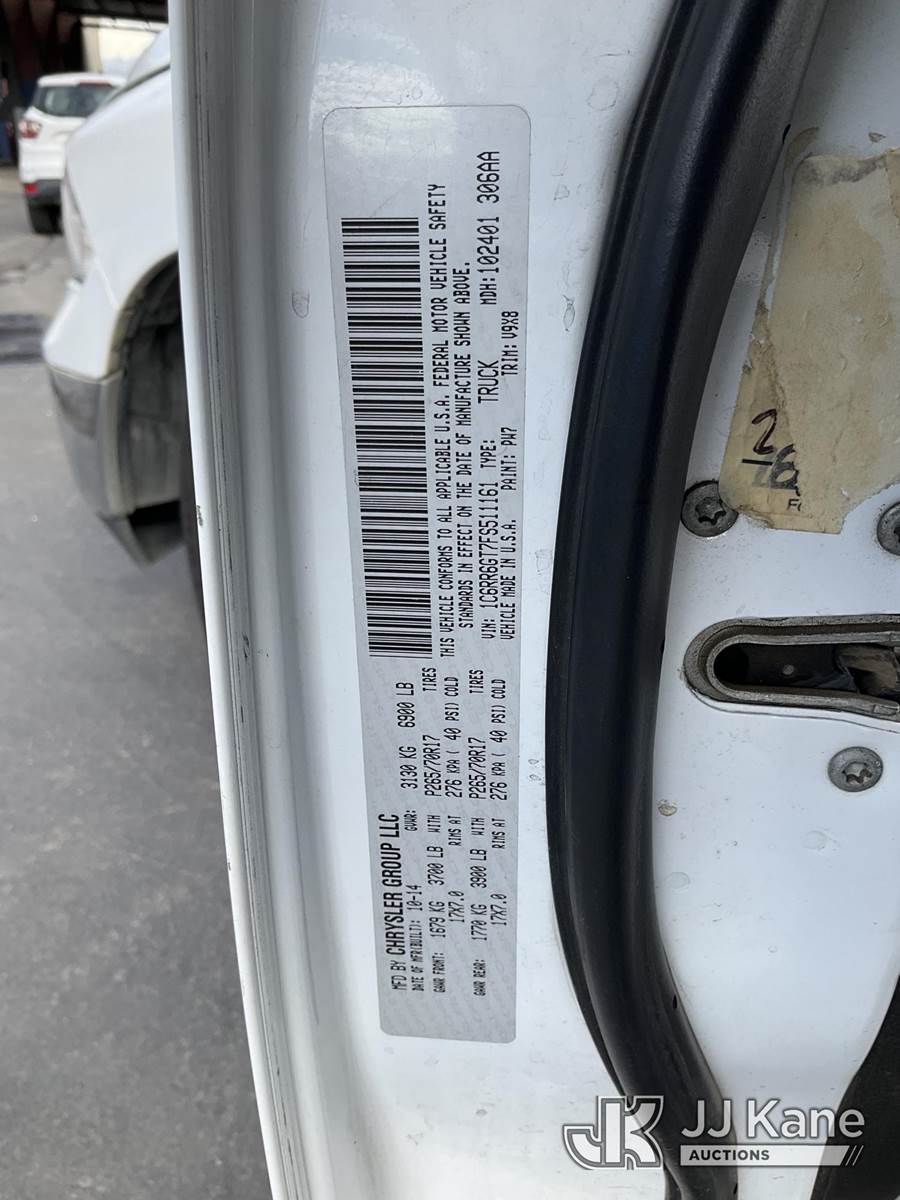 MFD BY CHRYSLER GROUP LLC
DATE OF MFR(BUILT): 10-14 GVWR: 3130 KG 6900 LB
GAWR FRONT: 1679 KG 3700 LB WITH P265/70R17 TIRES
17X7.0 RIMS AT 276 KPA ( 40 PSI) COLD
GAWR REAR: 1770 KG 3900 LB WITH P265/70R17 TIRES
17X7.0 RIMS AT 276 KPA ( 40 PSI) COLD
THIS VEHICLE CONFORMS TO ALL APPLICABLE U.S.A. FEDERAL MOTOR VEHICLE SAFETY
STANDARDS IN EFFECT ON THE DATE OF MANUFACTURE SHOWN ABOVE.
VIN: 1C6RR6GT7FS511161 TYPE: TRUCK MDH:102401 306AA
VEHICLE MADE IN U.S.A. PAINT: PW7 TRIM: V9X8
JK JJ Kane
AUCTIONS